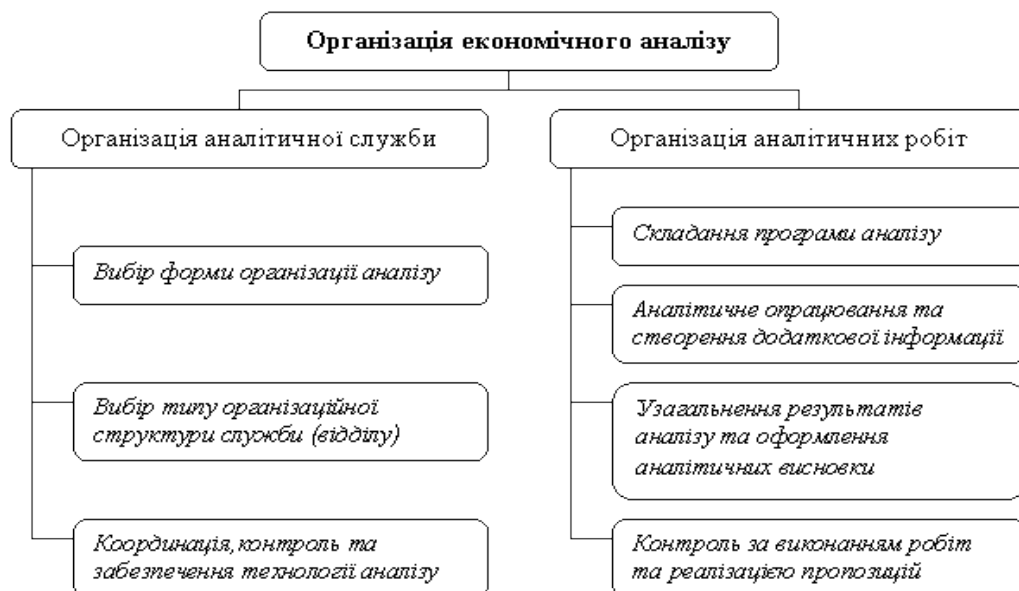 Організація економічного аналізу
Організація аналітичної служби
Вибір форми організації аналізу
Вибір типу організаційної
структури служби (відділу)
Координація,контроль та
забезпечення технології аналізу
Організація аналітичних робіт
Складання програми аналізу
Аналітичне опрацювання та
створення додаткової інформації
Узагальнення результатів
аналізу та оформлення
аналітичних висновки
Контроль за виконанням робіт
та реалізацією пропозицій